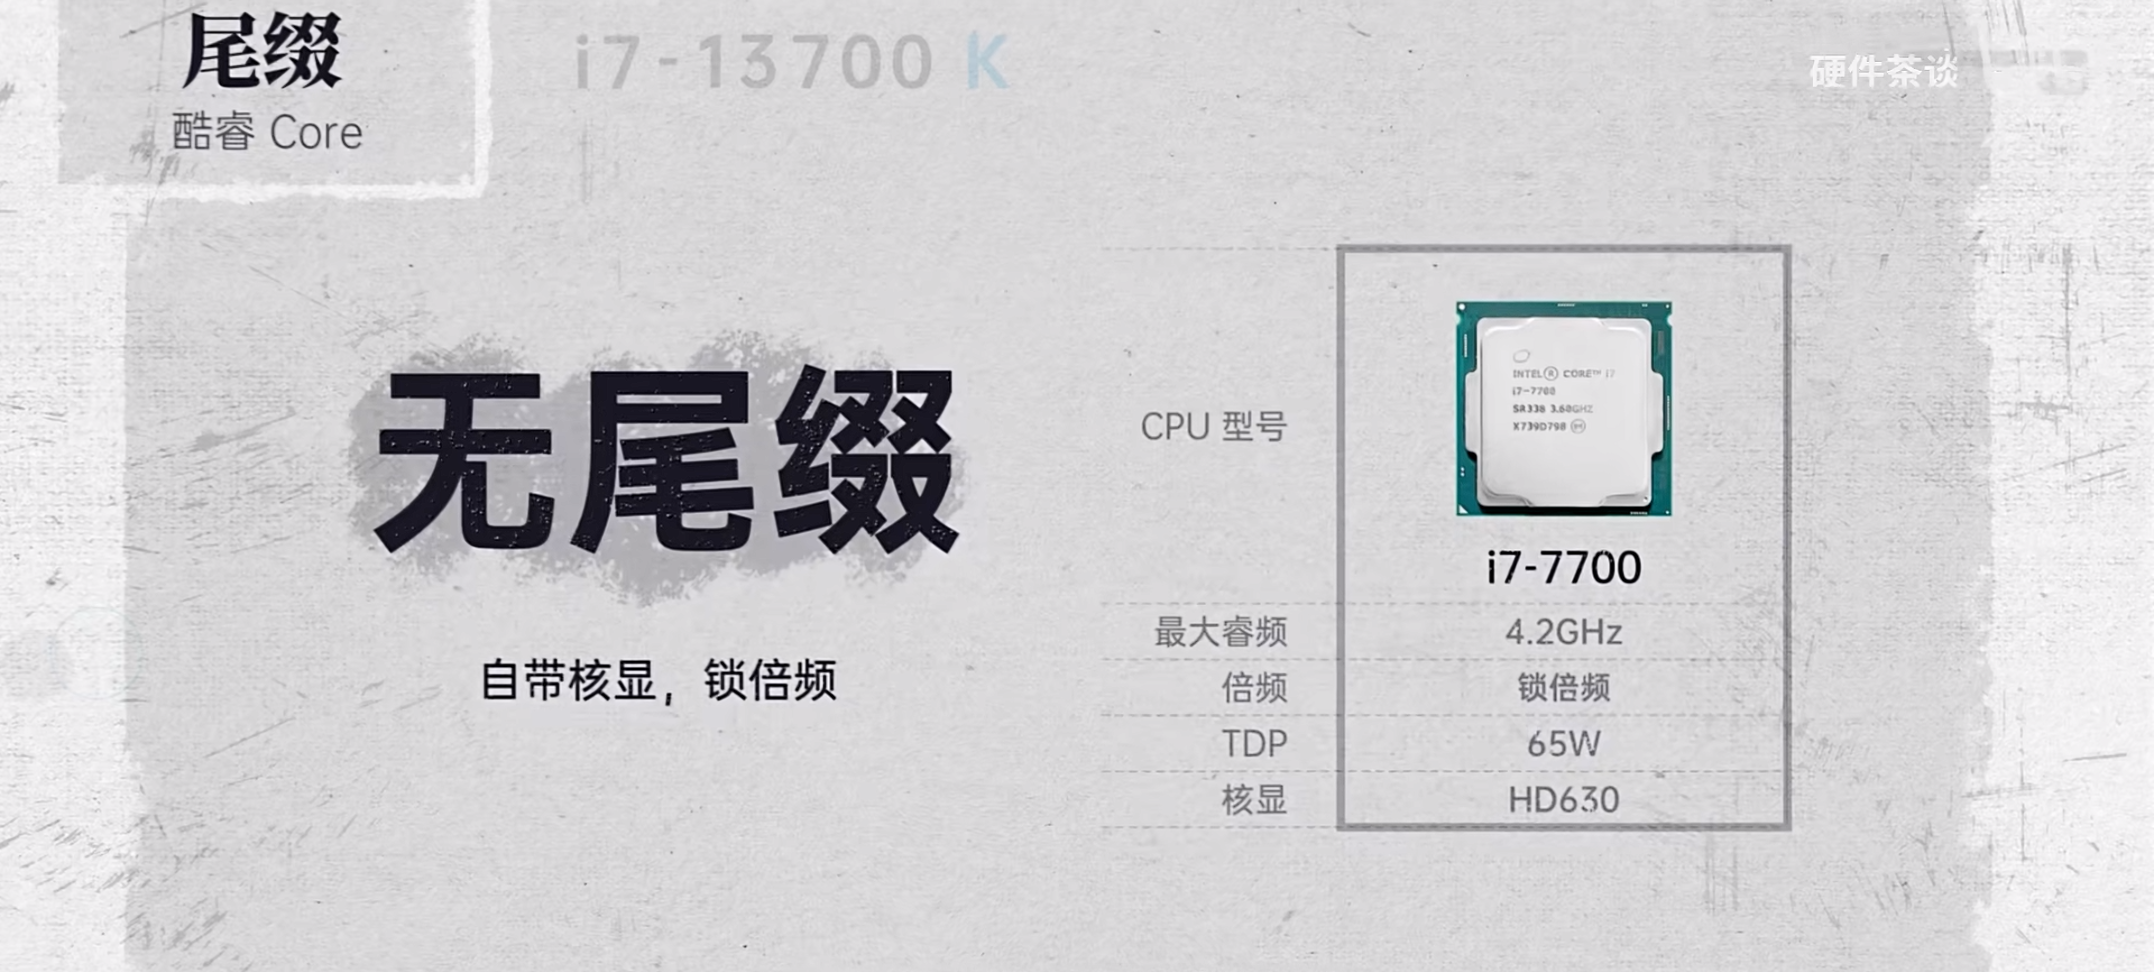 尾缀
酷睿 Core
i7-13700 K
硬件茶谈
无尾缀
自带核显，锁倍频
CPU 型号
INTEL® CORE™ i7
i7-7700
SR338 3.60GHZ
X739D798
i7-7700
最大睿频 4.2GHz
倍频 锁倍频
TDP 65W
核显 HD630